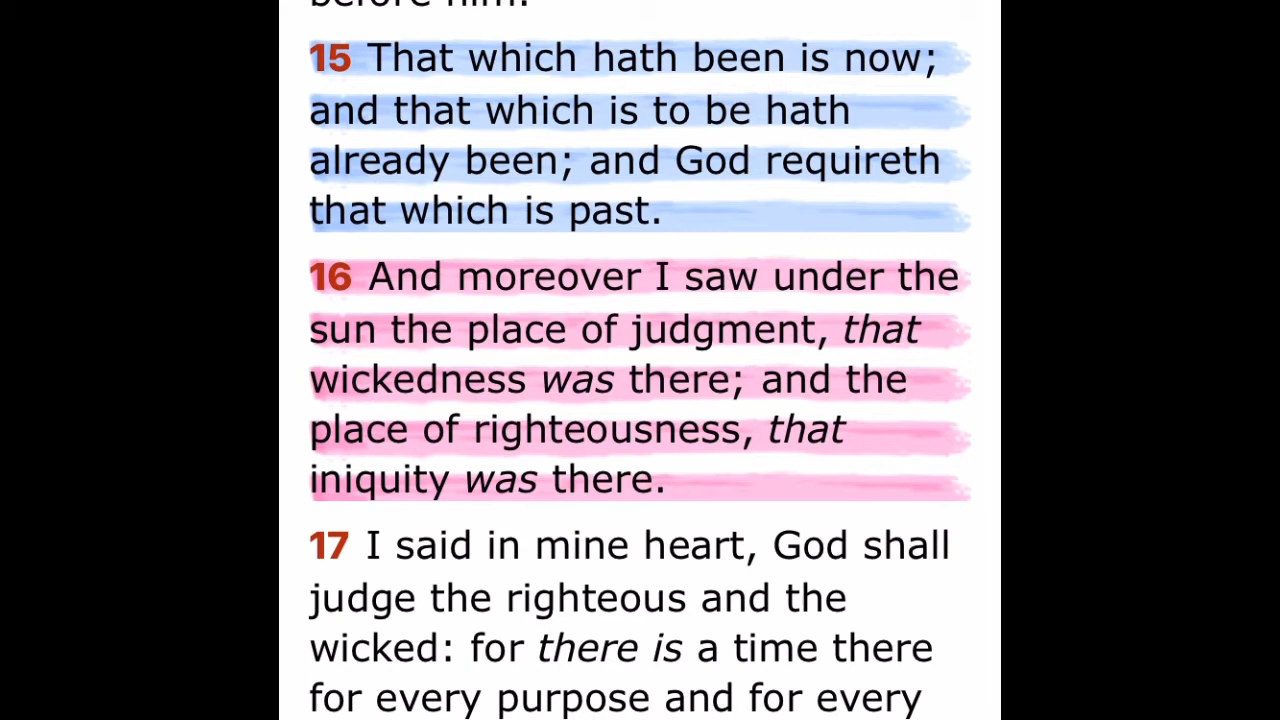 before him.
15 That which hath been is now;
and that which is to be hath
already been; and God requireth
that which is past.
16 And moreover I saw under the
sun the place of judgment, that
wickedness was there; and the
place of righteousness, that
iniquity was there.
17 I said in mine heart, God shall
judge the righteous and the
wicked: for there is a time there
for every purpose and for every